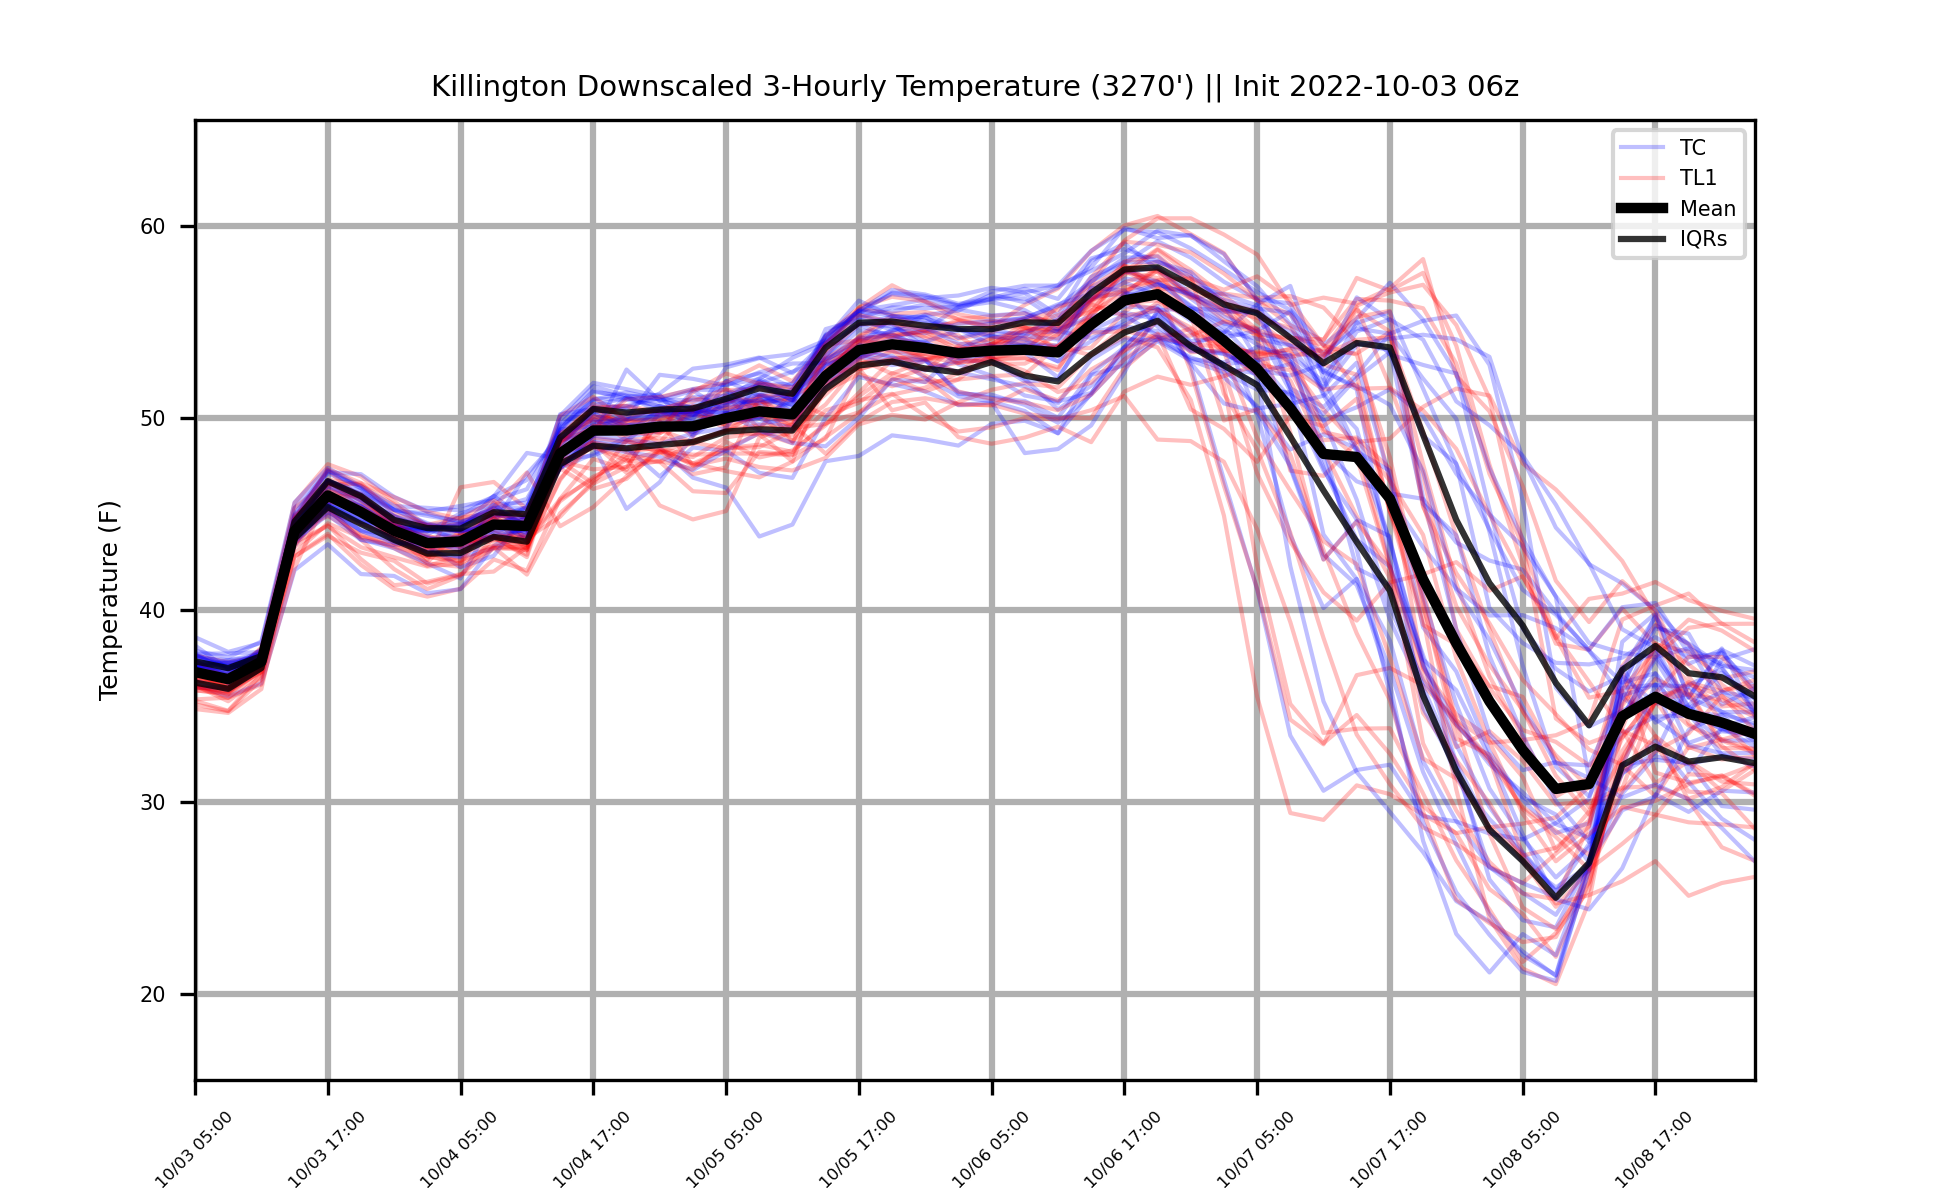 Killington Downscaled 3-Hourly Temperature (3270') || Init 2022-10-03 06z
TC
TL1
Mean
IQRs
Temperature (F)
60
50
40
30
20
10/03 05:00
10/03 17:00
10/04 05:00
10/04 17:00
10/05 05:00
10/05 17:00
10/06 05:00
10/06 17:00
10/07 05:00
10/07 17:00
10/08 05:00
10/08 17:00